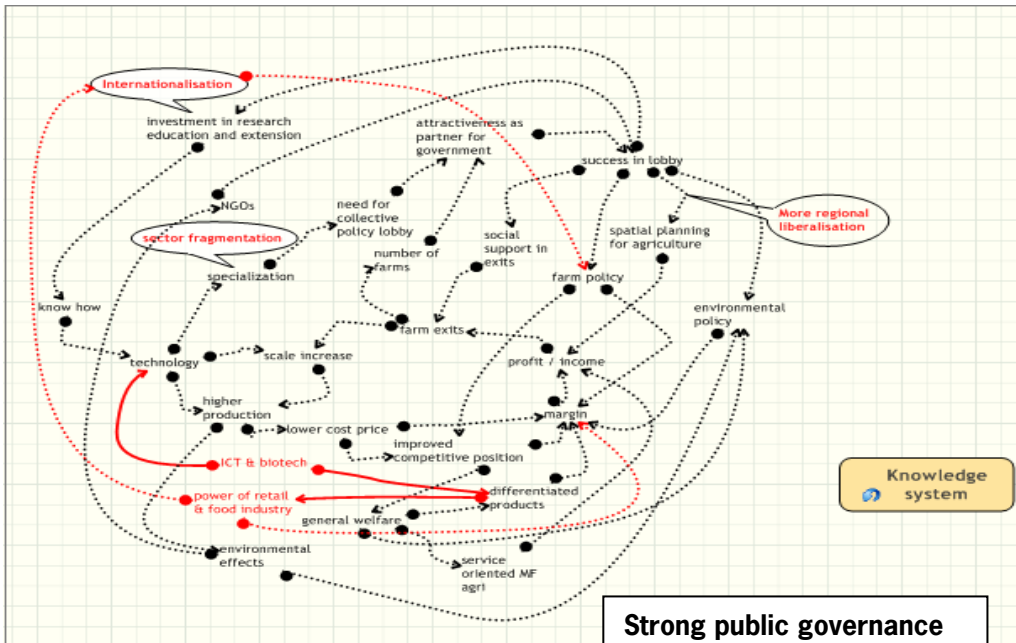 Internationalisation
investment in research
education and extension
attractiveness as
partner for
government
success in lobby
NGOs
need for
collective
policy lobby
More regional
liberalisation
sector fragmentation
specialization
number of
farms
social
support in
exits
spatial planning
for agriculture
farm policy
know how
environmental
policy
farm exits
technology
scale increase
profit / income
higher
production
lower cost price
margin
improved
competitive position
ICT & biotech
power of retail
& food industry
differentiated
products
general welfare
environmental
effects
service
oriented MF
agri
Knowledge
system
Strong public governance